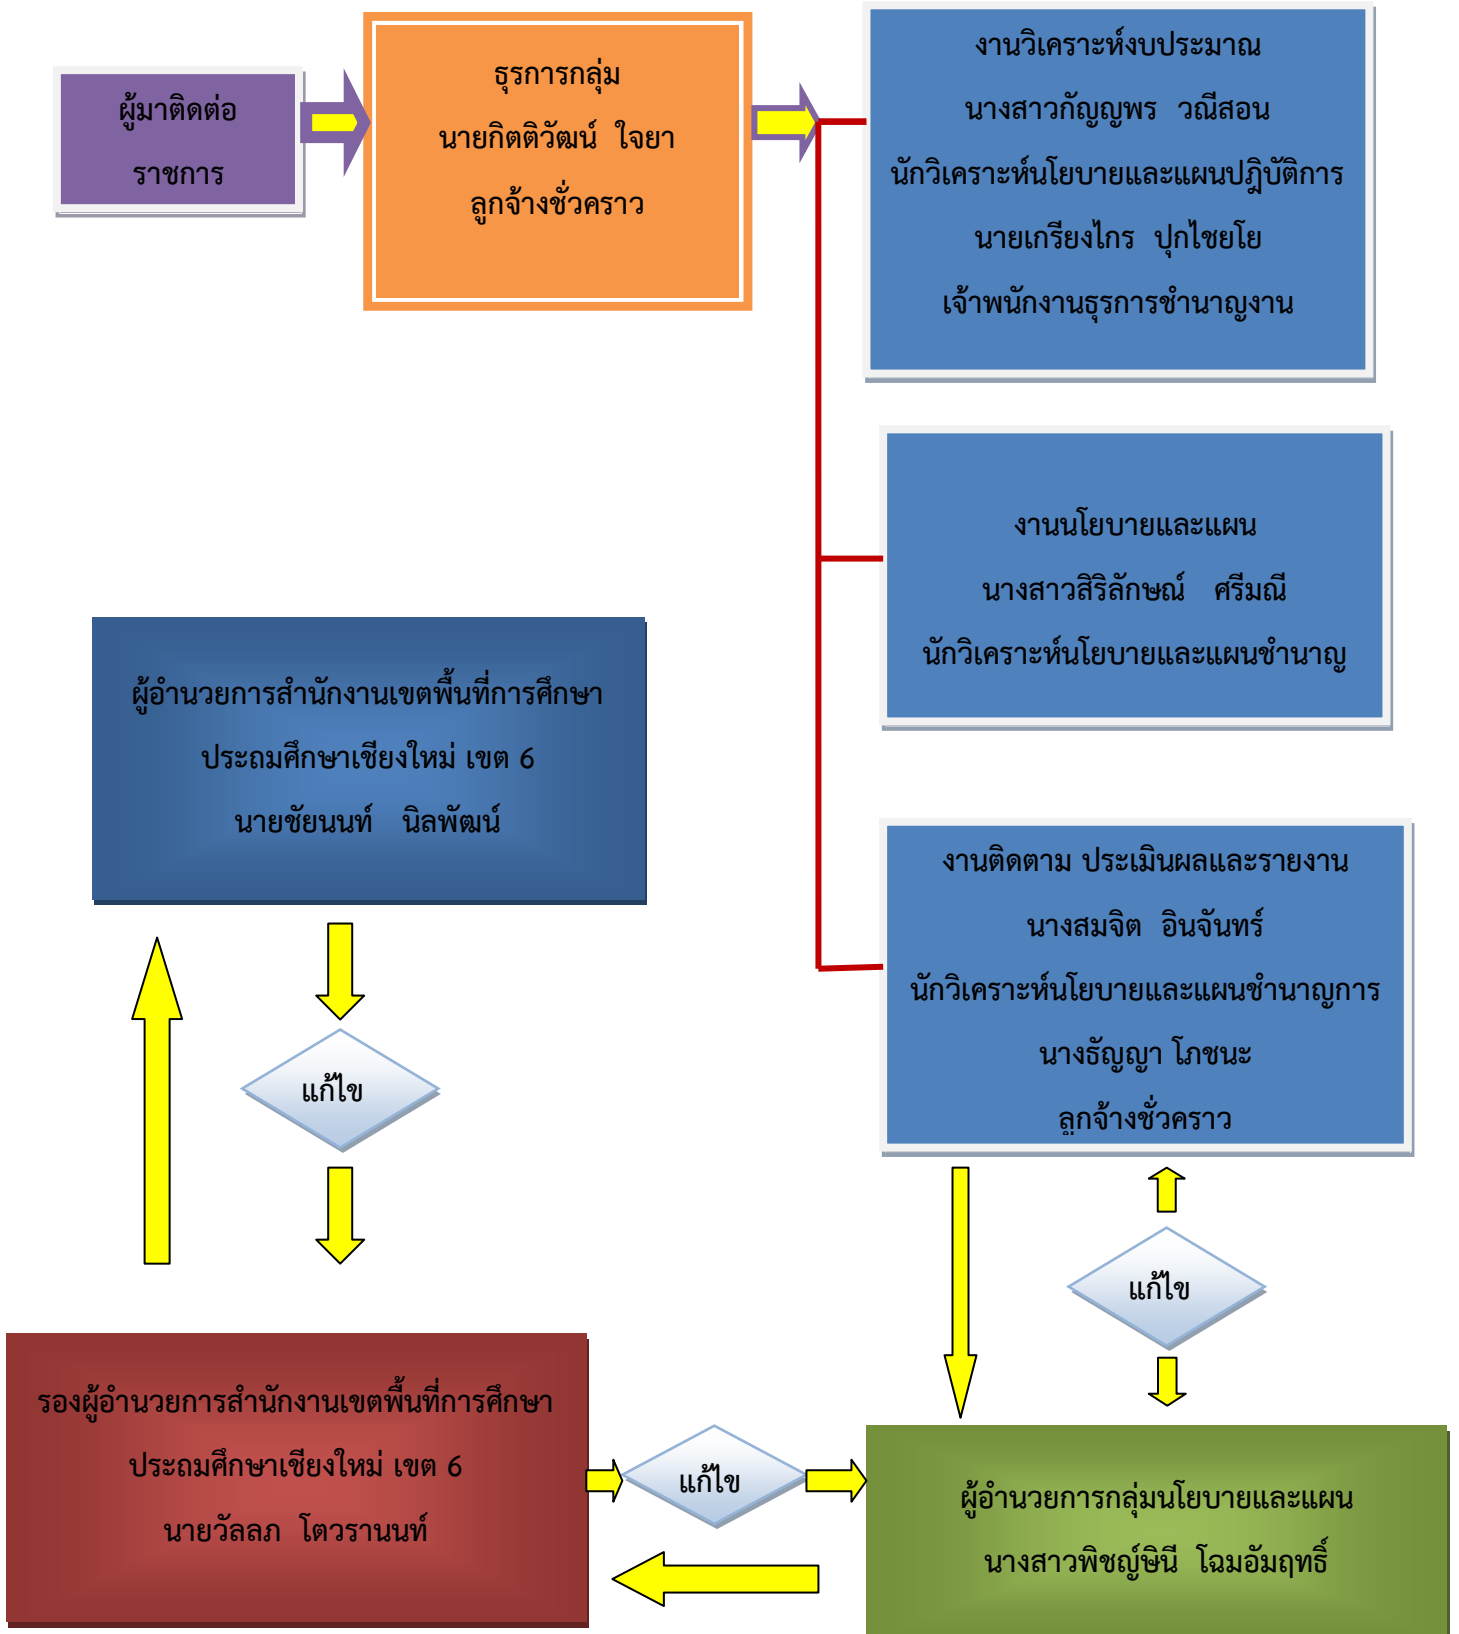 ผู้มาติดต่อ
ราชการ
ธุรการกลุ่ม
นายกิตติวัฒน์ ใจยา
ลูกจ้างชั่วคราว
งานวิเคราะห์งบประมาณ
นางสาวกัญญพร วณีสอน
นักวิเคราะห์นโยบายและแผนปฎิบัติการ
นายเกรียงไกร ปุกไชยโย
เจ้าพนักงานธุรการชำนาญงาน
งานนโยบายและแผน
นางสาวสิริลักษณ์ ศรีมณี
นักวิเคราะห์นโยบายและแผนชำนาญ
งานติดตาม ประเมินผลและรายงาน
นางสมจิต อินจันทร์
นักวิเคราะห์นโยบายและแผนชำนาญการ
นางธัญญา โภชนะ
ลูกจ้างชั่วคราว
แก้ไข
ผู้อำนวยการกลุ่มนโยบายและแผน
นางสาวพิชญ์ษินี โฉมอัมฤทธิ์
แก้ไข
รองผู้อำนวยการสำนักงานเขตพื้นที่การศึกษา
ประถมศึกษาเชียงใหม่ เขต 6
นายวัลลภ โตวรานนท์
แก้ไข
ผู้อำนวยการสำนักงานเขตพื้นที่การศึกษา
ประถมศึกษาเชียงใหม่ เขต 6
นายชัยนนท์ นิลพัฒน์